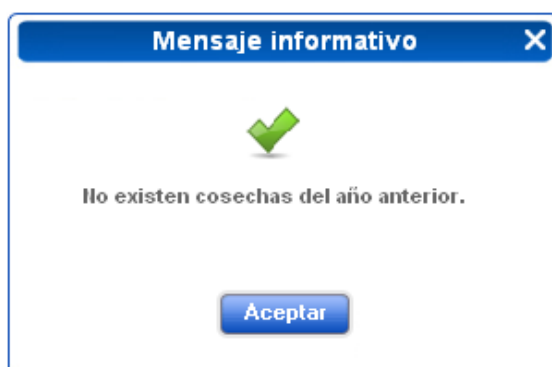 Mensaje informativo
No existen cosechas del año anterior.
Aceptar